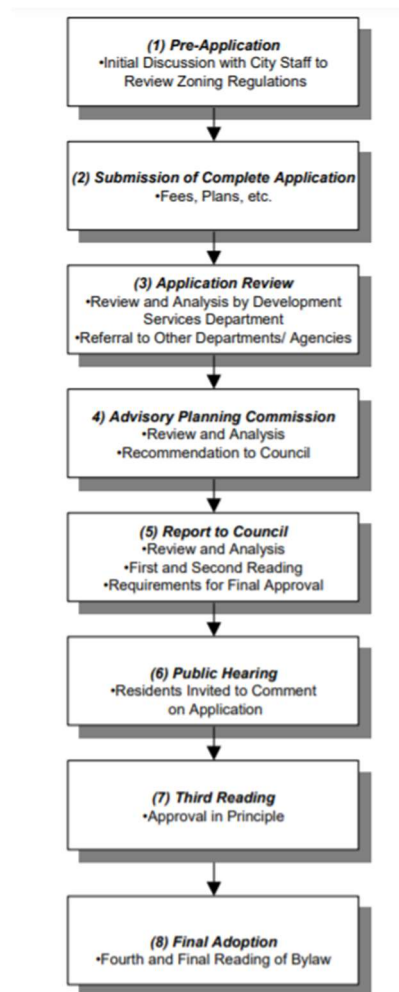 (1) Pre-Application
•Initial Discussion with City Staff to
Review Zoning Regulations
(2) Submission of Complete Application
•Fees, Plans, etc.
(3) Application Review
•Review and Analysis by Development
Services Department
•Referral to Other Departments/ Agencies
4) Advisory Planning Commission
•Review and Analysis
•Recommendation to Council
(5) Report to Council
•Review and Analysis
•First and Second Reading
•Requirements for Final Approval
(6) Public Hearing
•Residents Invited to Comment
on Application
(7) Third Reading
•Approval in Principle
(8) Final Adoption
•Fourth and Final Reading of Bylaw